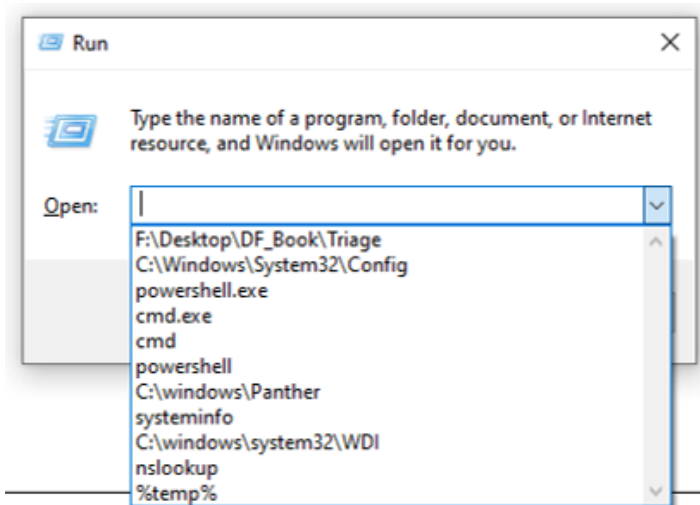 Run
Type the name of a program, folder, document, or Internet
resource, and Windows will open it for you.
Open:
F:\Desktop\DF_Book\Triage
C:\Windows\System32\Config
powershell.exe
cmd.exe
cmd
powershell
C:\windows\Panther
systeminfo
C:\windows\system32\WDI
nslookup
%temp%